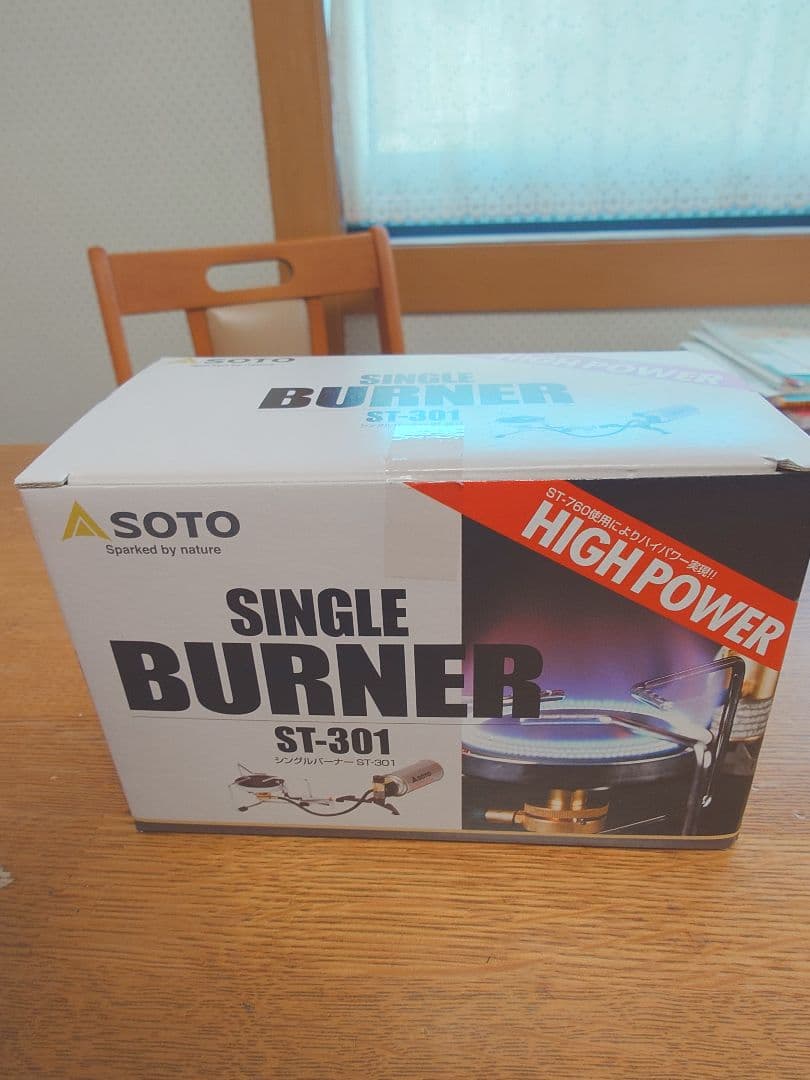 SOTO
SINGLE
BURNER
ST-301
HIGH POWER
SOTO
Sparked by nature
ST-760使用によりハイパワー実現!!
HIGH POWER
SINGLE
BURNER
ST-301
シングルバーナー ST-301
SOTO